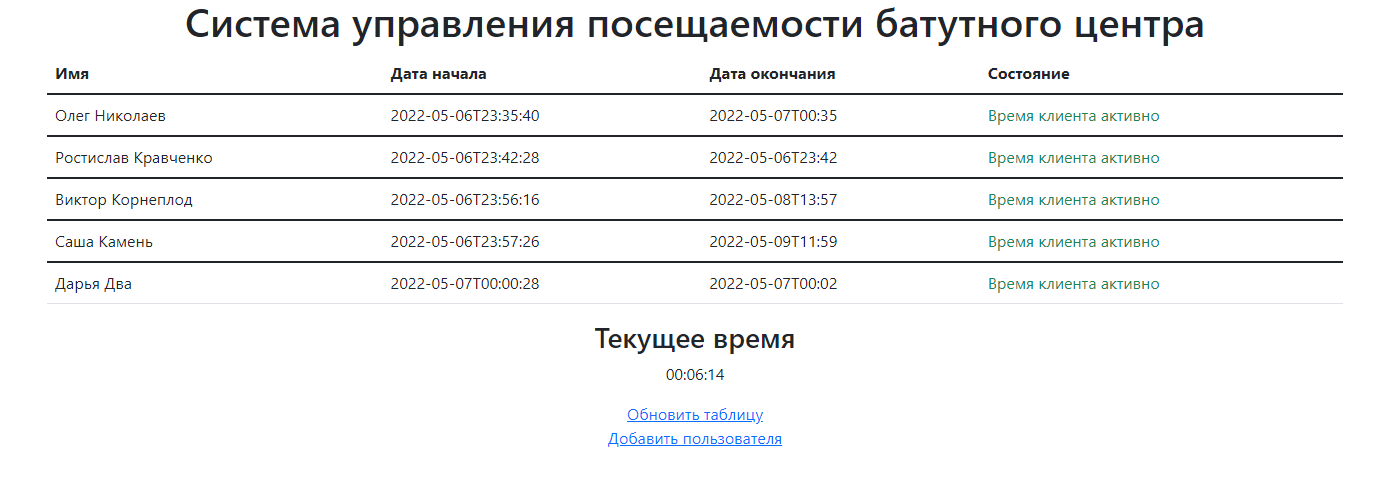 Система управления посещаемости батутного центра
Имя Дата начала Дата окончания Состояние
Олег Николаев 2022-05-06T23:35:40 2022-05-07T00:35 Время клиента активно
Ростислав Кравченко 2022-05-06T23:42:28 2022-05-06T23:42 Время клиента активно
Виктор Корнеплод 2022-05-06T23:56:16 2022-05-08T13:57 Время клиента активно
Саша Камень 2022-05-06T23:57:26 2022-05-09T11:59 Время клиента активно
Дарья Два 2022-05-07T00:00:28 2022-05-07T00:02 Время клиента активно
Текущее время
00:06:14
Обновить таблицу
Добавить пользователя